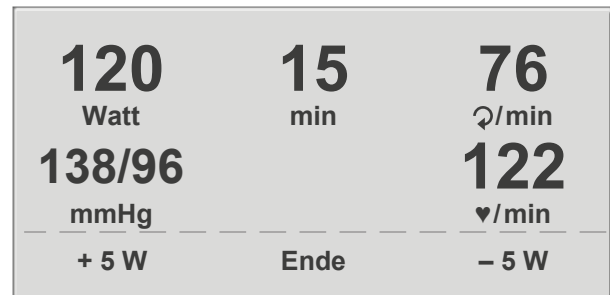 120 15 76
Watt min ↻/min
138/96 122
mmHg ♥/min
+ 5 W Ende – 5 W